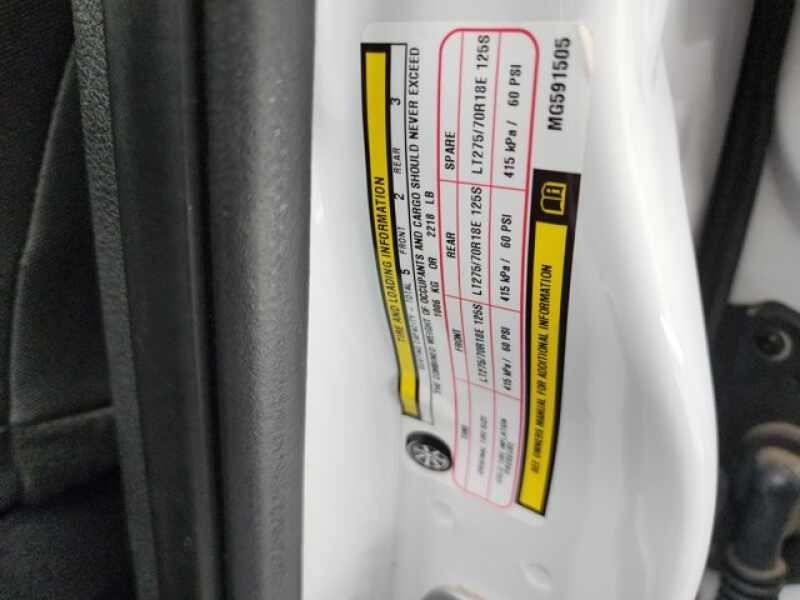 TIRE AND LOADING INFORMATION
SEATING CAPACITY - TOTAL 5 FRONT 2 REAR 3
THE COMBINED WEIGHT OF OCCUPANTS AND CARGO SHOULD NEVER EXCEED
1006 KG OR 2218 LB
TIRE FRONT REAR SPARE
ORIGINAL TIRE SIZE LT275/70R18E 125S LT275/70R18E 125S LT275/70R18E 125S
COLD TIRE INFLATION PRESSURE 415 kPa / 60 PSI 415 kPa / 60 PSI 415 kPa / 60 PSI
SEE OWNERS MANUAL FOR ADDITIONAL INFORMATION
MG591505